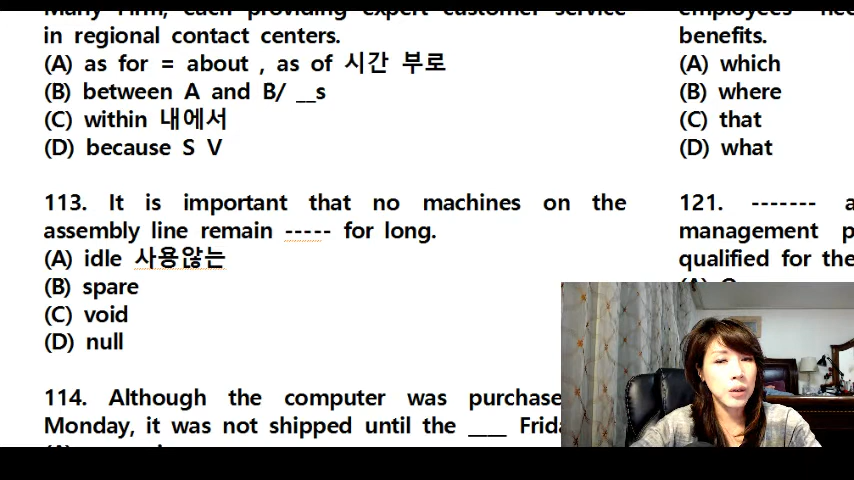 in regional contact centers.
(A) as for = about , as of 시간 부로
(B) between A and B/ __s
(C) within 내에서
(D) because S V
113. It is important that no machines on the
assembly line remain ----- for long.
(A) idle 사용않는
(B) spare
(C) void
(D) null
114. Although the computer was purchase
Monday, it was not shipped until the ____ Frida
benefits.
(A) which
(B) where
(C) that
(D) what
121. ------- a
management p
qualified for the